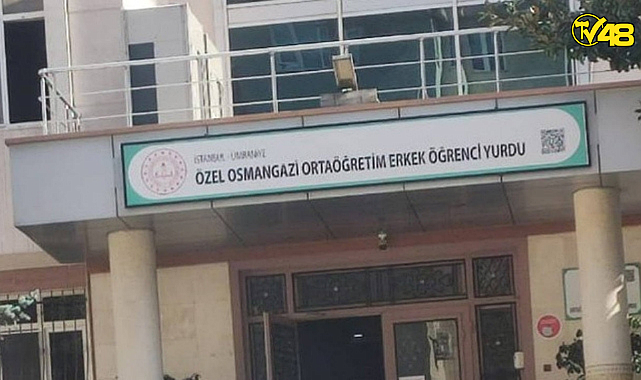 TV48
İSTANBUL - ÜMRANİYE
ÖZEL OSMANGAZİ ORTAÖĞRETİM ERKEK ÖĞRENCİ YURDU